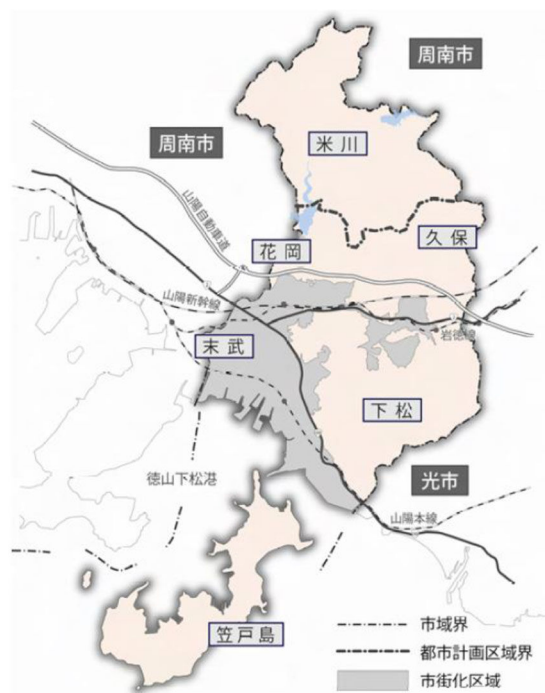 周南市
周南市
米川
山陽自動車道
久保
花岡
山陽新幹線
岩徳線
末武
下松
徳山下松港
光市
山陽本線
笠戸島
市域界
都市計画区域界
市街化区域